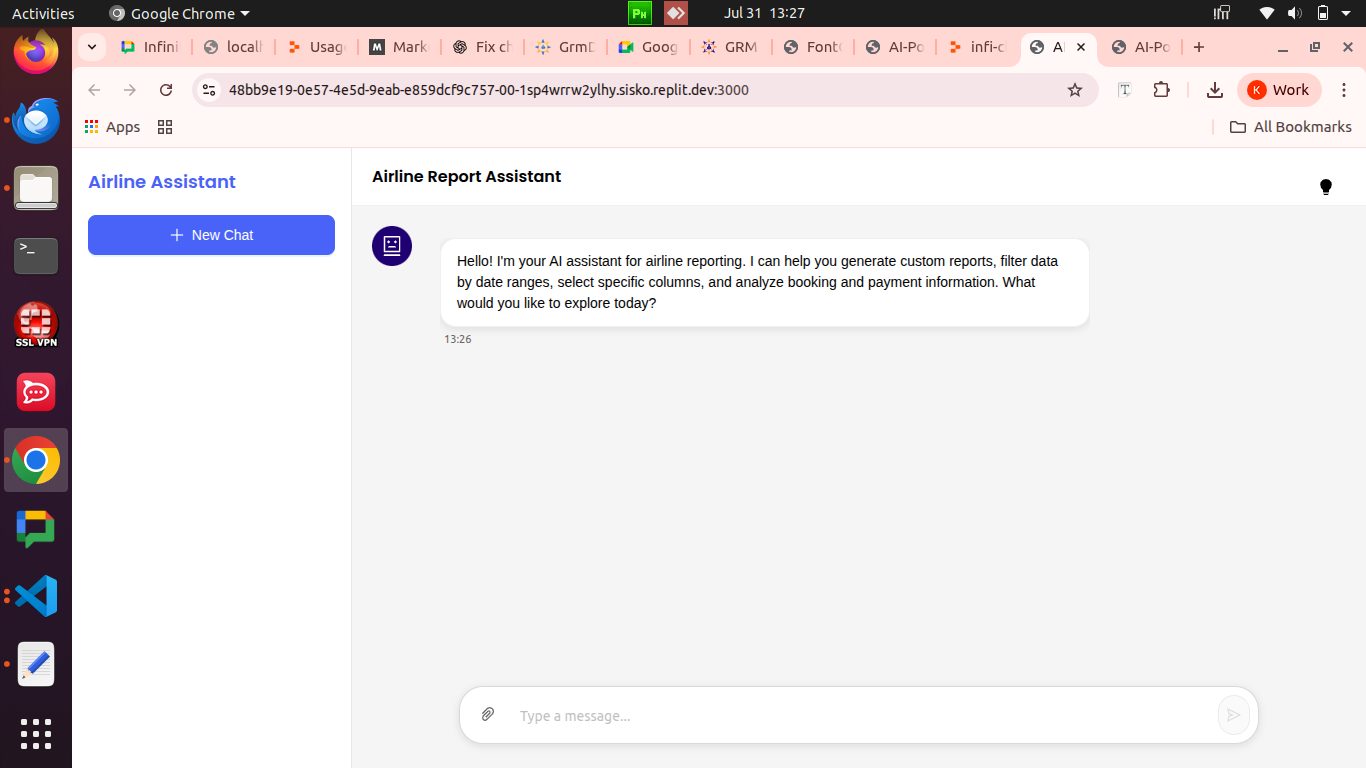 Activities
Google Chrome
Jul 31 13:27
Infini
localh
Usage
Mark
Fix ch
GrmD
Goog
GRM
Font
AI-Po
infi-c
AI
AI-Po
48bb9e19-0e57-4e5d-9eab-e859dcf9c757-00-1sp4wrrw2ylhy.sisko.replit.dev:3000
K
Work
Apps
All Bookmarks
SSL VPN
Airline Assistant
New Chat
Airline Report Assistant
Hello! I'm your AI assistant for airline reporting. I can help you generate custom reports, filter data
by date ranges, select specific columns, and analyze booking and payment information. What
would you like to explore today?
13:26
Type a message...